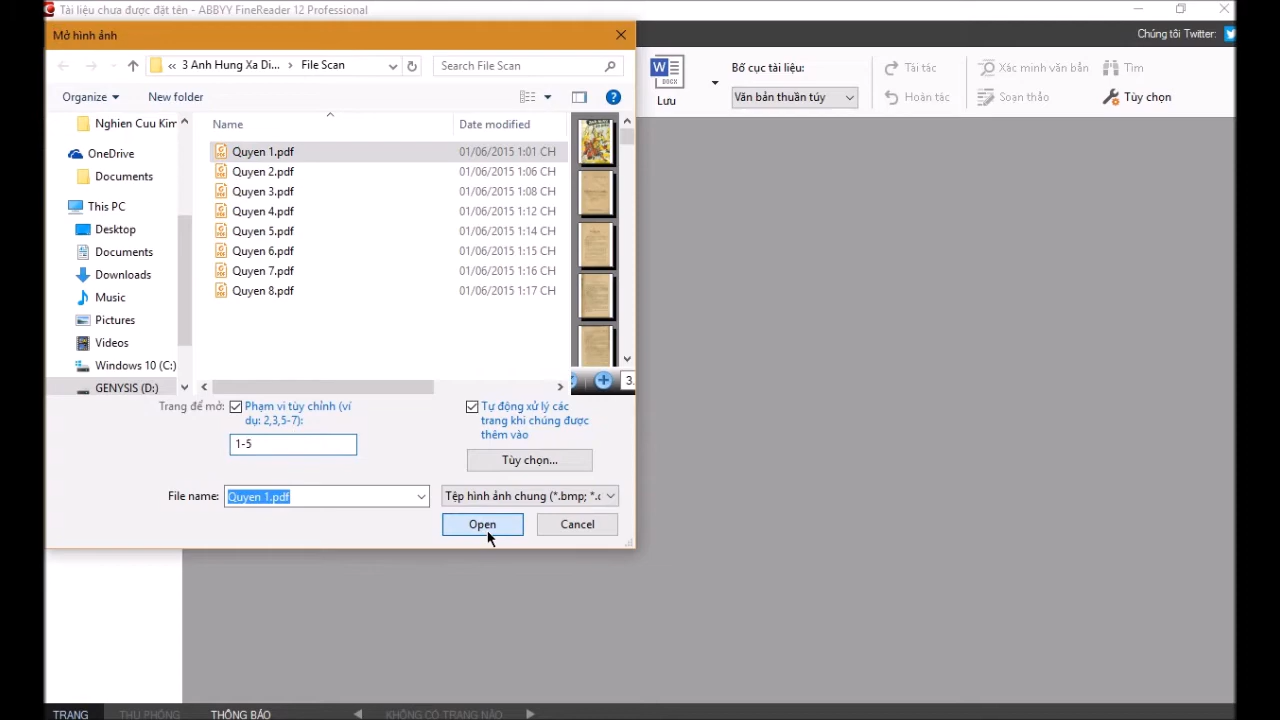 Tài liệu chưa được đặt tên - ABBYY FineReader 12 Professional
Mở hình ảnh
Chúng tôi Twitter:
« 3 Anh Hung Xa Di... › File Scan
Search File Scan
Organize
New folder
W
DOCX
Lưu
Bố cục tài liệu:
Văn bản thuần túy
Tái tác
Hoàn tác
Xác minh văn bản
Soạn thảo
Tìm
Tùy chọn
Nghien Cuu Kim
OneDrive
Documents
This PC
Desktop
Documents
Downloads
Music
Pictures
Videos
Windows 10 (C:)
GENYSIS (D:)
Name Date modified
Quyen 1.pdf 01/06/2015 1:01 CH
Quyen 2.pdf 01/06/2015 1:06 CH
Quyen 3.pdf 01/06/2015 1:08 CH
Quyen 4.pdf 01/06/2015 1:12 CH
Quyen 5.pdf 01/06/2015 1:14 CH
Quyen 6.pdf 01/06/2015 1:15 CH
Quyen 7.pdf 01/06/2015 1:16 CH
Quyen 8.pdf 01/06/2015 1:17 CH
3.
Trang để mở:
Phạm vi tùy chỉnh (ví
dụ: 2,3,5-7):
1-5
Tự động xử lý các
trang khi chúng được
thêm vào
Tùy chọn...
File name: Quyen 1.pdf
Tệp hình ảnh chung (*.bmp; *.c
Open
Cancel
TRANG
THU PHÓNG
THÔNG BÁO
KHÔNG CÓ TRANG NÀO